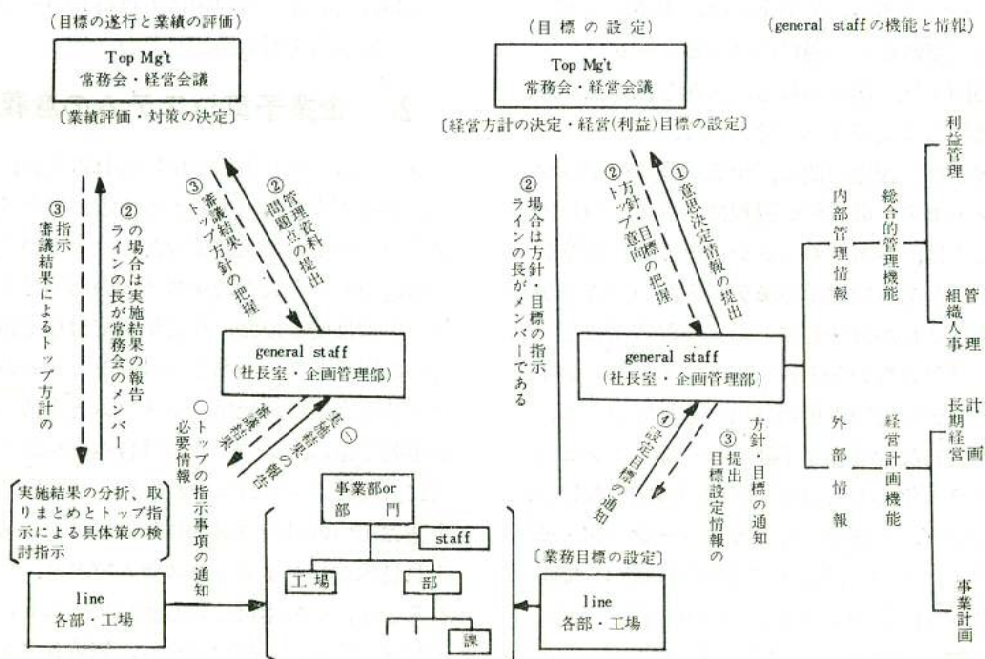 (目標の遂行と業績の評価)
Top Mg't
常務会・経営会議
〔業績評価・対策の決定〕
③指示
審議結果によるトップ方計の
②の場合は実施結果の報告
ラインの長が常務会のメンバー
③審議結果、
トップ方針の把握
②管理資料、
問題点の提出
general staff
(社長室・企画管理部)
○トップの指示事項の通知
必要情報
審議結果
①
実施結果の報告
実施結果の分折、取
りまとめとトップ指
示による具体策の検
討指示
line
各部・工場
事業部or
部門
staff
工場
部
課
(目標の設定)
Top Mg't
常務会・経営会議
〔経営方計の決定・経営(利益)目標の設定〕
②場合は方針・目標の指示
ラインの長がメンバーである
②方針・目標の把握
トップ意向
①意思決定情報の提出
general staff
(社長室・企画管理部)
④設定目標の通知
方針・目標の通知
③提出
目標設定情報の
〔業務目標の設定〕
line
各部・工場
(general staffの機能と情報)
内部管理情報
総合的管理機能
利益管理
組織人事管理
外部情報
経営計画機能
長期経営計画
事業計画